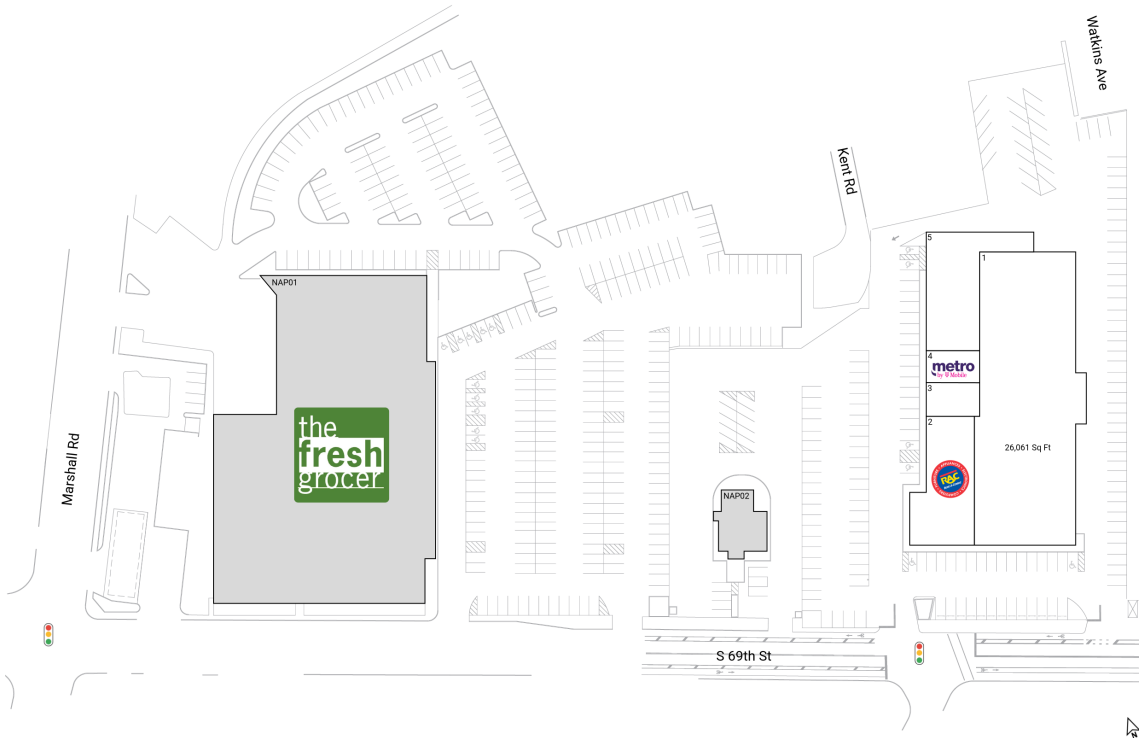 Watkins Ave
Kent Rd
5
1
NAP01
4
metro
by T Mobile
3
the
fresh
grocer
2
26,061 Sq Ft
Marshall Rd
RAC
NAP02
S 69th St
N